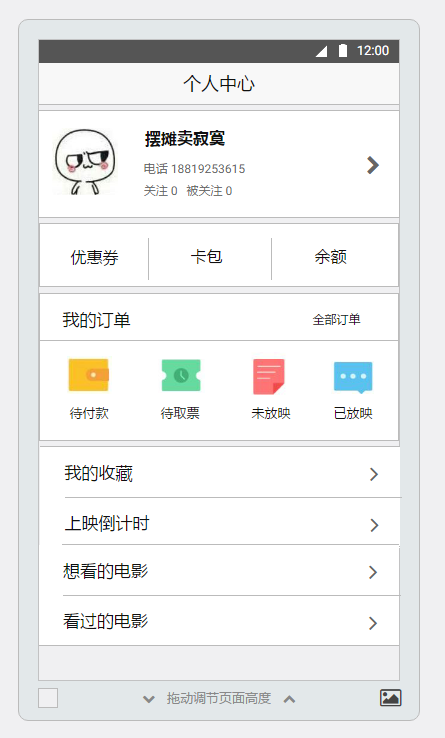 12:00
个人中心
摆摊卖寂寞
电话 18819253615
关注 0 被关注 0
优惠券 卡包 余额
我的订单 全部订单
待付款 待取票 未放映 已放映
我的收藏
上映倒计时
想看的电影
看过的电影
拖动调节页面高度